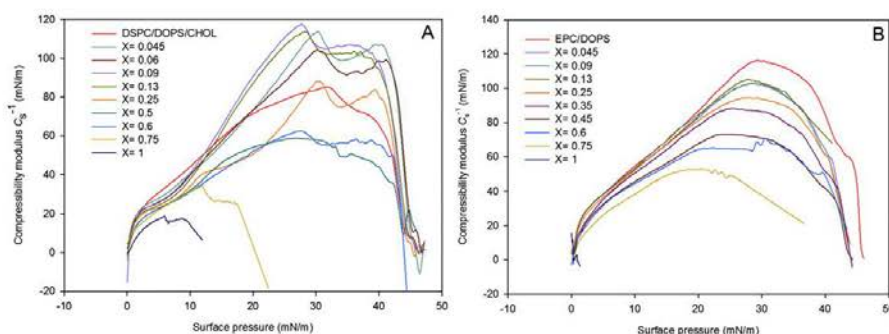 A
120
100
80
60
40
20
0
-20
Compressibility modulus Cs⁻¹ (mN/m)
DSPC/DOPS/CHOL
X= 0.045
X= 0.06
X= 0.09
X= 0.13
X= 0.25
X= 0.5
X= 0.6
X= 0.75
X= 1
-10 0 10 20 30 40 50
Surface pressure (mN/m)
B
140
120
100
80
60
40
20
0
-20
Compressibility modulus Cs⁻¹ (mN/m)
EPC/DOPS
X= 0.045
X= 0.09
X= 0.13
X= 0.25
X= 0.35
X= 0.45
X= 0.6
X= 0.75
X= 1
-10 0 10 20 30 40 50
Surface pressure (mN/m)